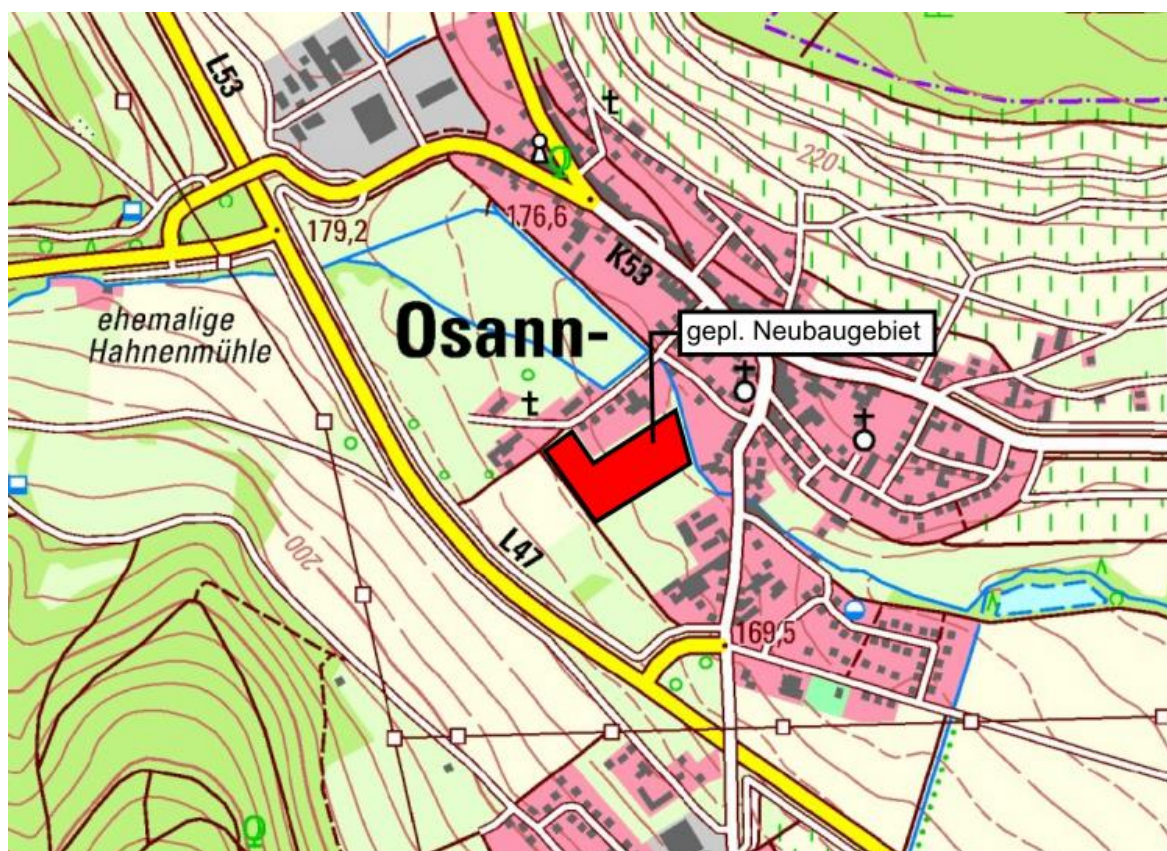 L53
220
179,2
176,6
K53
ehemalige
Hahnenmühle
Osann-
gepl. Neubaugebiet
L47
200
169,5